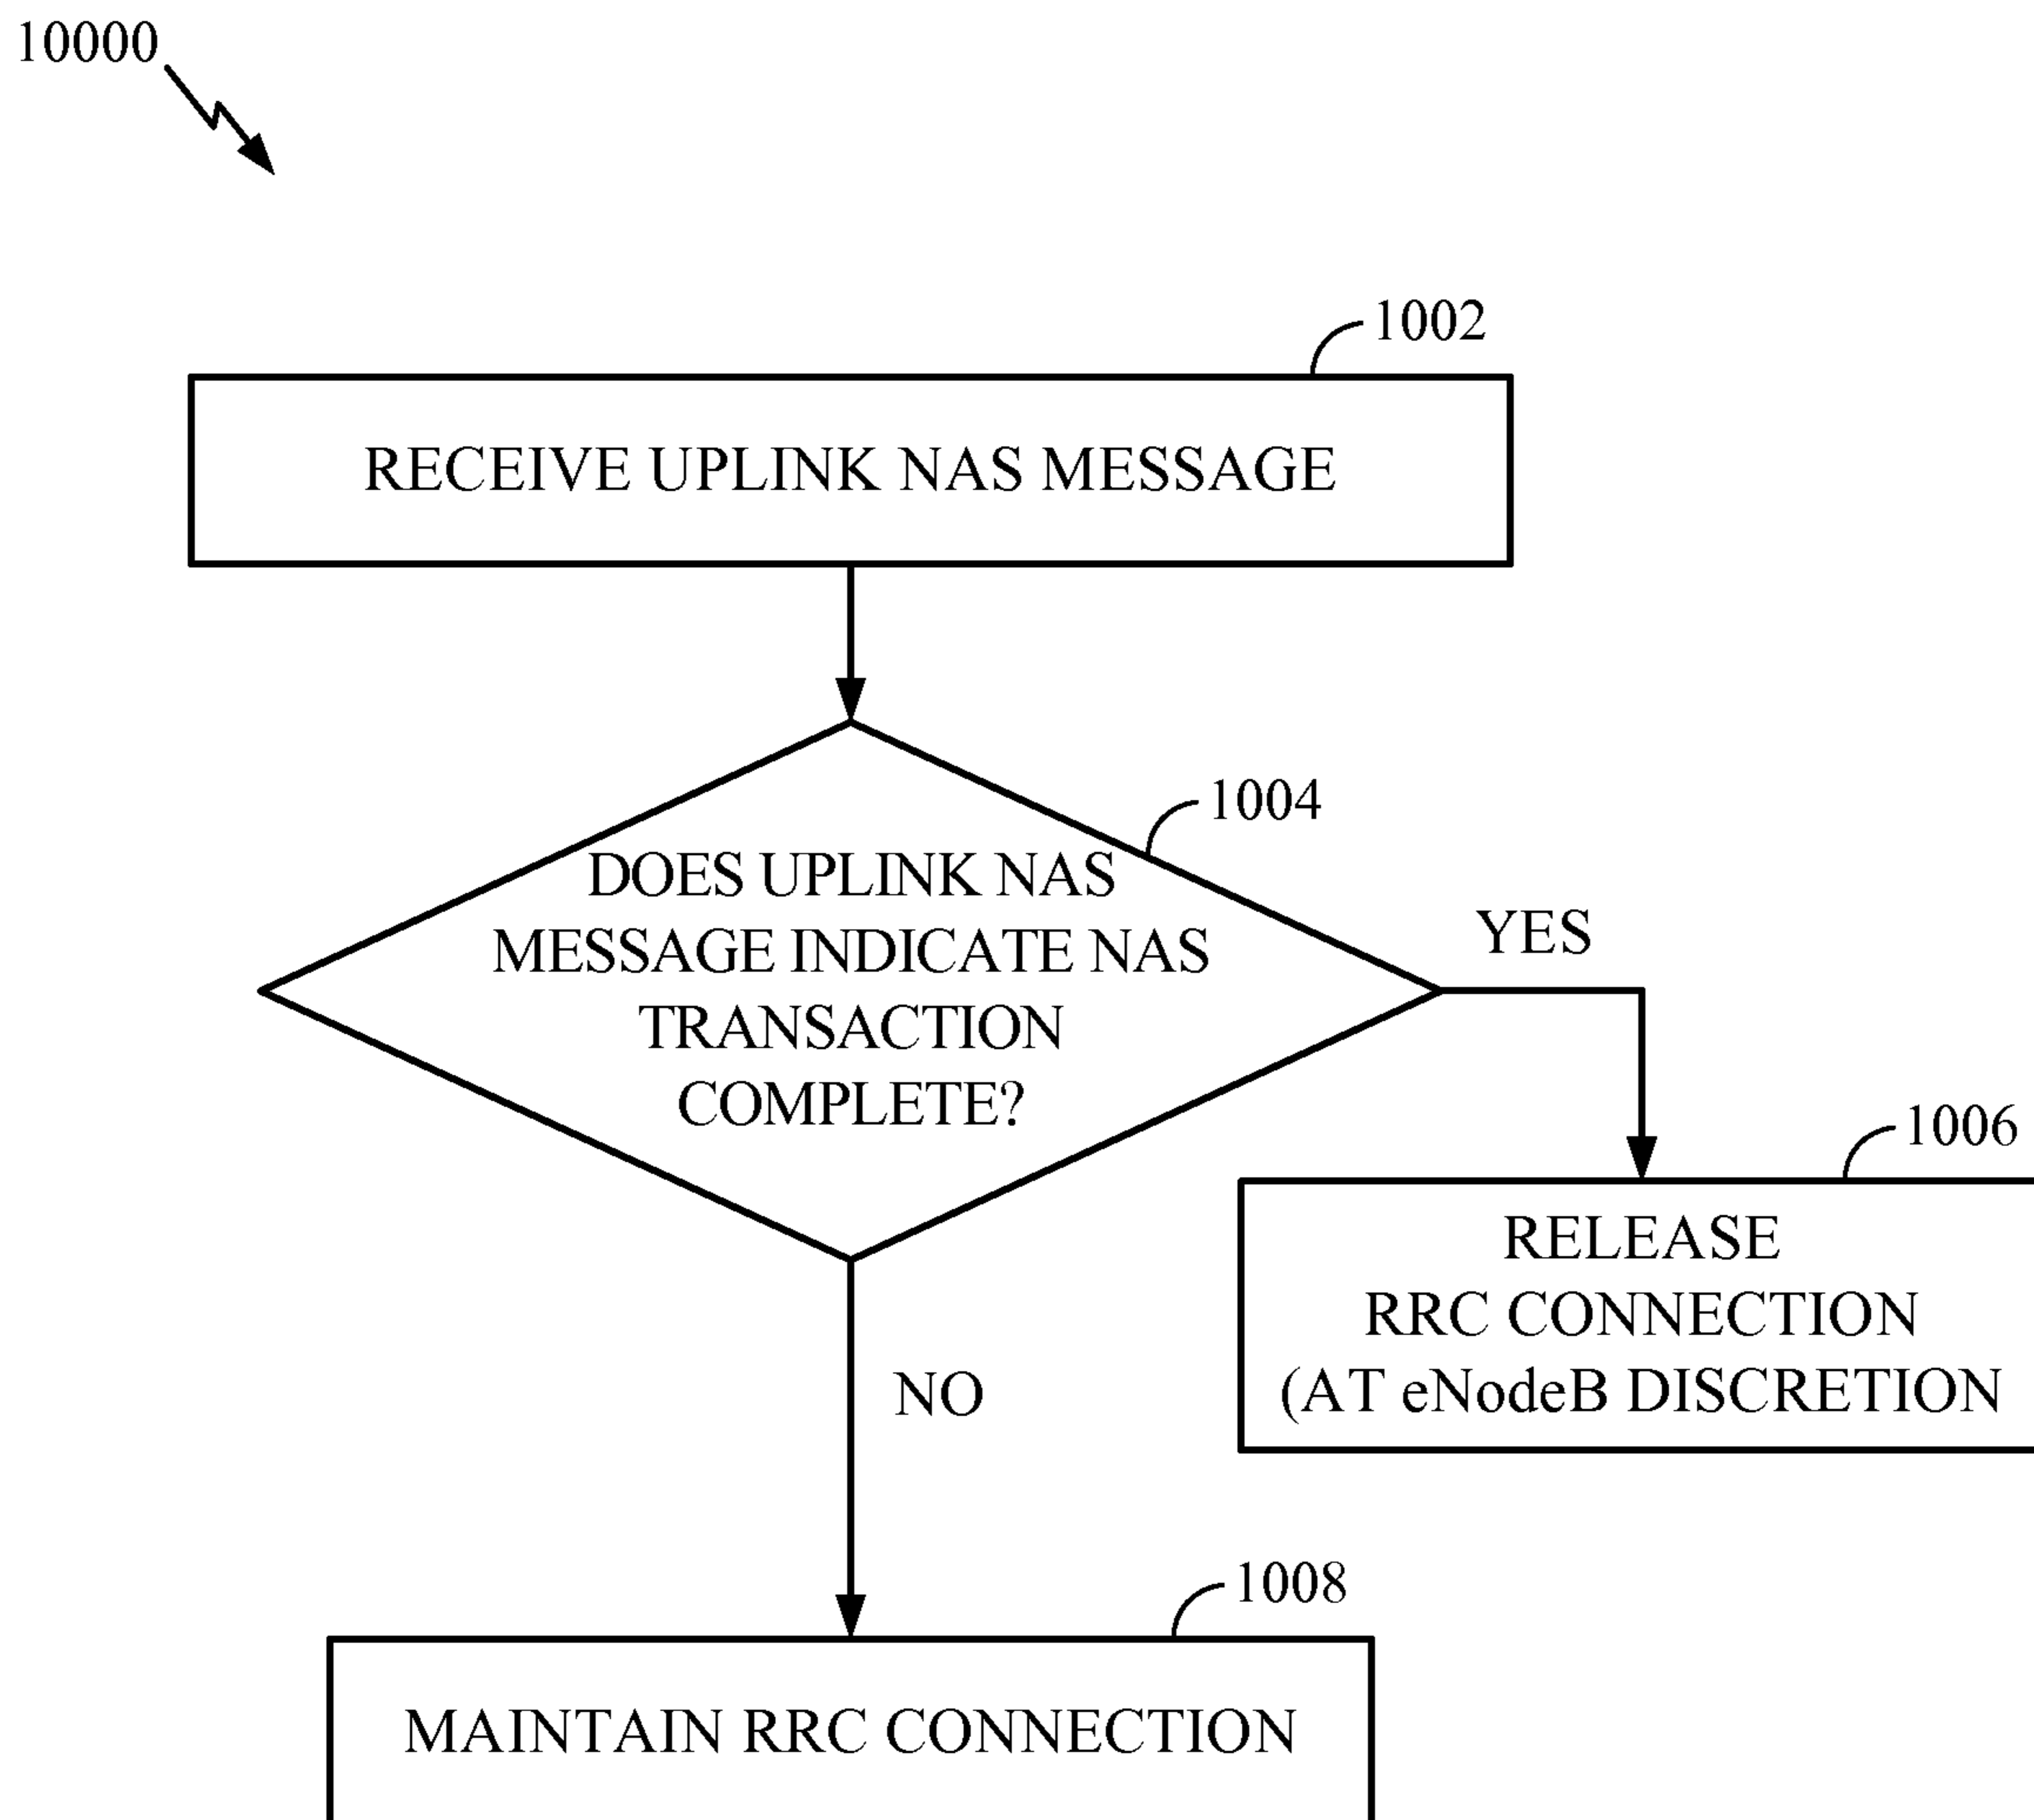 10000
1002
RECEIVE UPLINK NAS MESSAGE
1004
DOES UPLINK NAS
MESSAGE INDICATE NAS
TRANSACTION
COMPLETE?
YES
1006
RELEASE
RRC CONNECTION
(AT eNodeB DISCRETION
NO
1008
MAINTAIN RRC CONNECTION